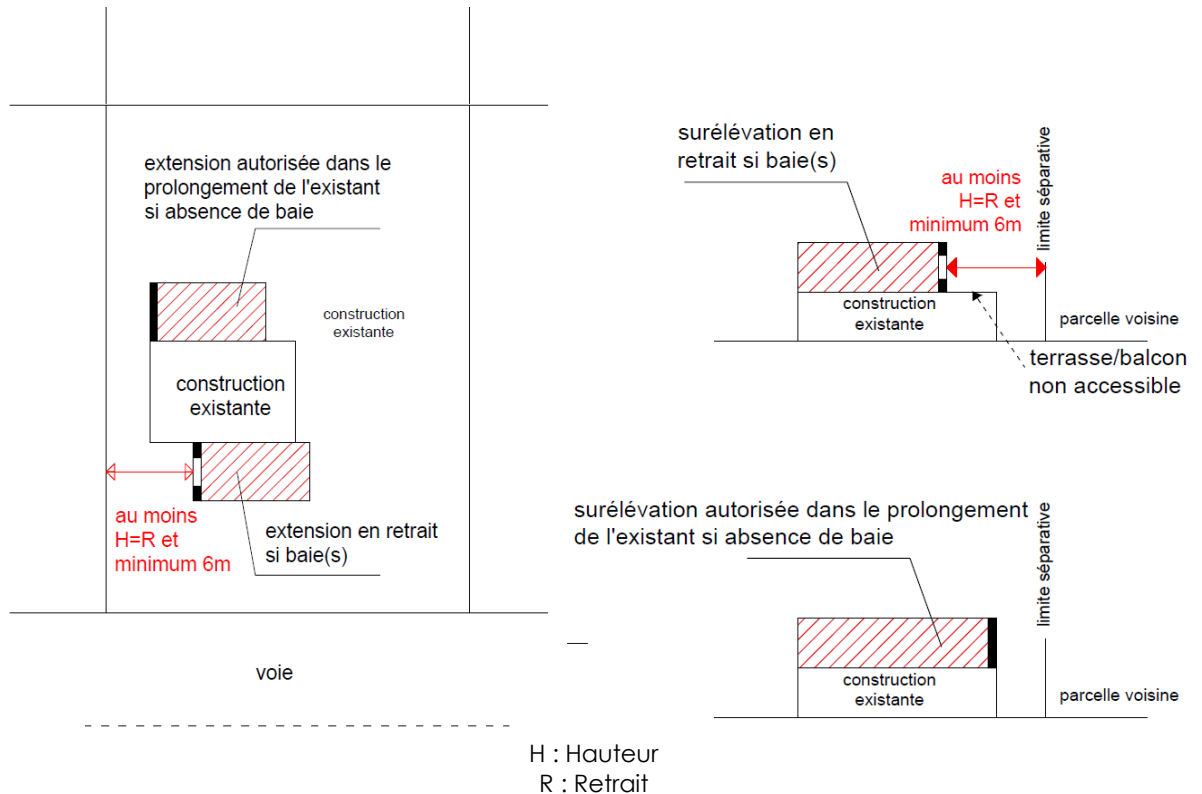 extension autorisée dans le
prolongement de l'existant
si absence de baie
construction
existante
construction
existante
au moins
H=R et
minimum 6m
extension en retrait
si baie(s)
voie
surélévation en
retrait si baie(s)
au moins
H=R et
minimum 6m
limite séparative
construction
existante
parcelle voisine
terrasse/balcon
non accessible
surélévation autorisée dans le prolongement
de l'existant si absence de baie
limite séparative
construction
existante
parcelle voisine
H : Hauteur
R : Retrait